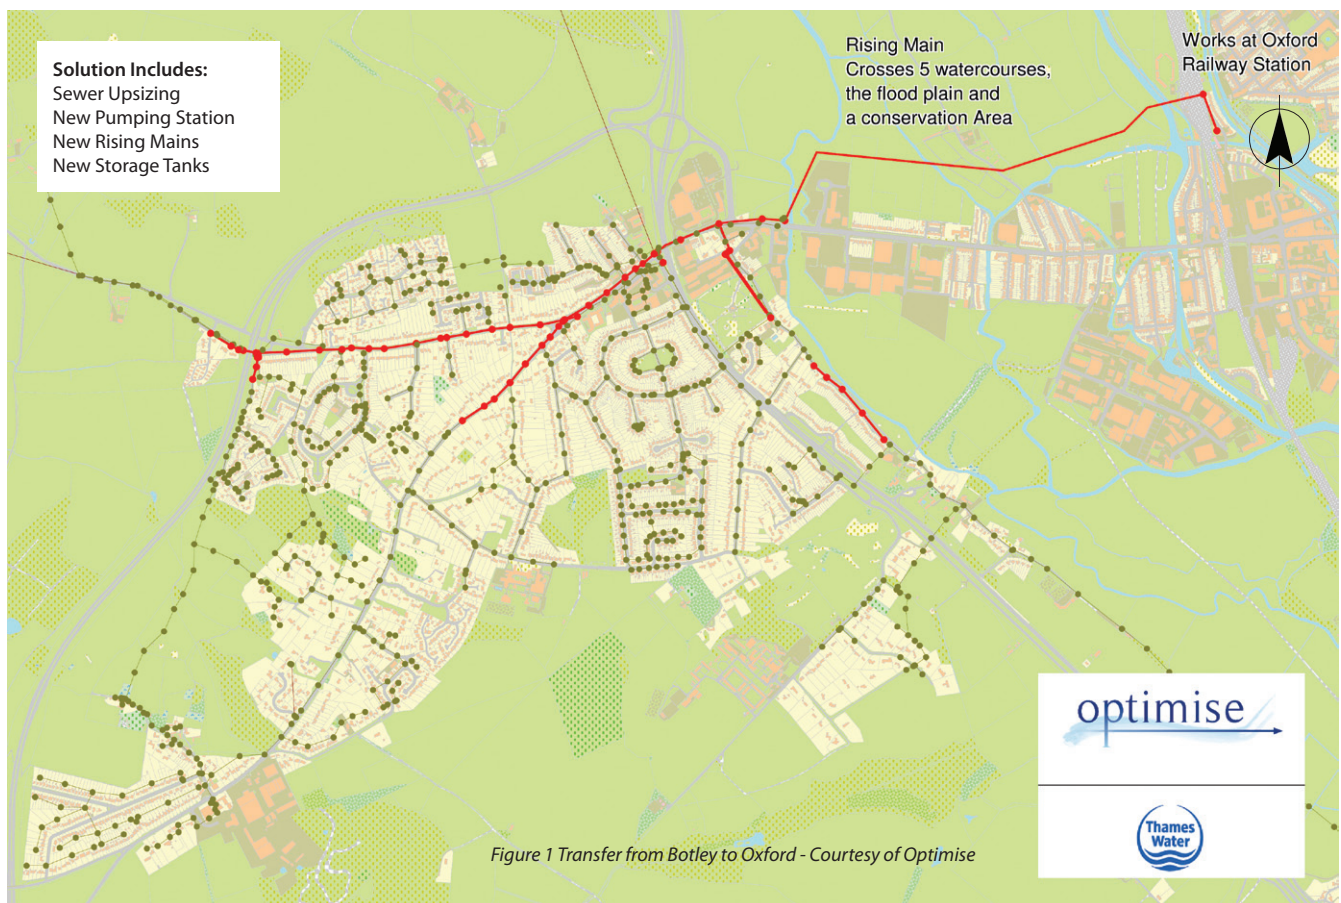 Solution Includes:
Sewer Upsizing
New Pumping Station
New Rising Mains
New Storage Tanks
Rising Main
Crosses 5 watercourses,
the flood plain and
a conservation Area
Works at Oxford
Railway Station
optimise
Thames
Water
Figure 1 Transfer from Botley to Oxford - Courtesy of Optimise